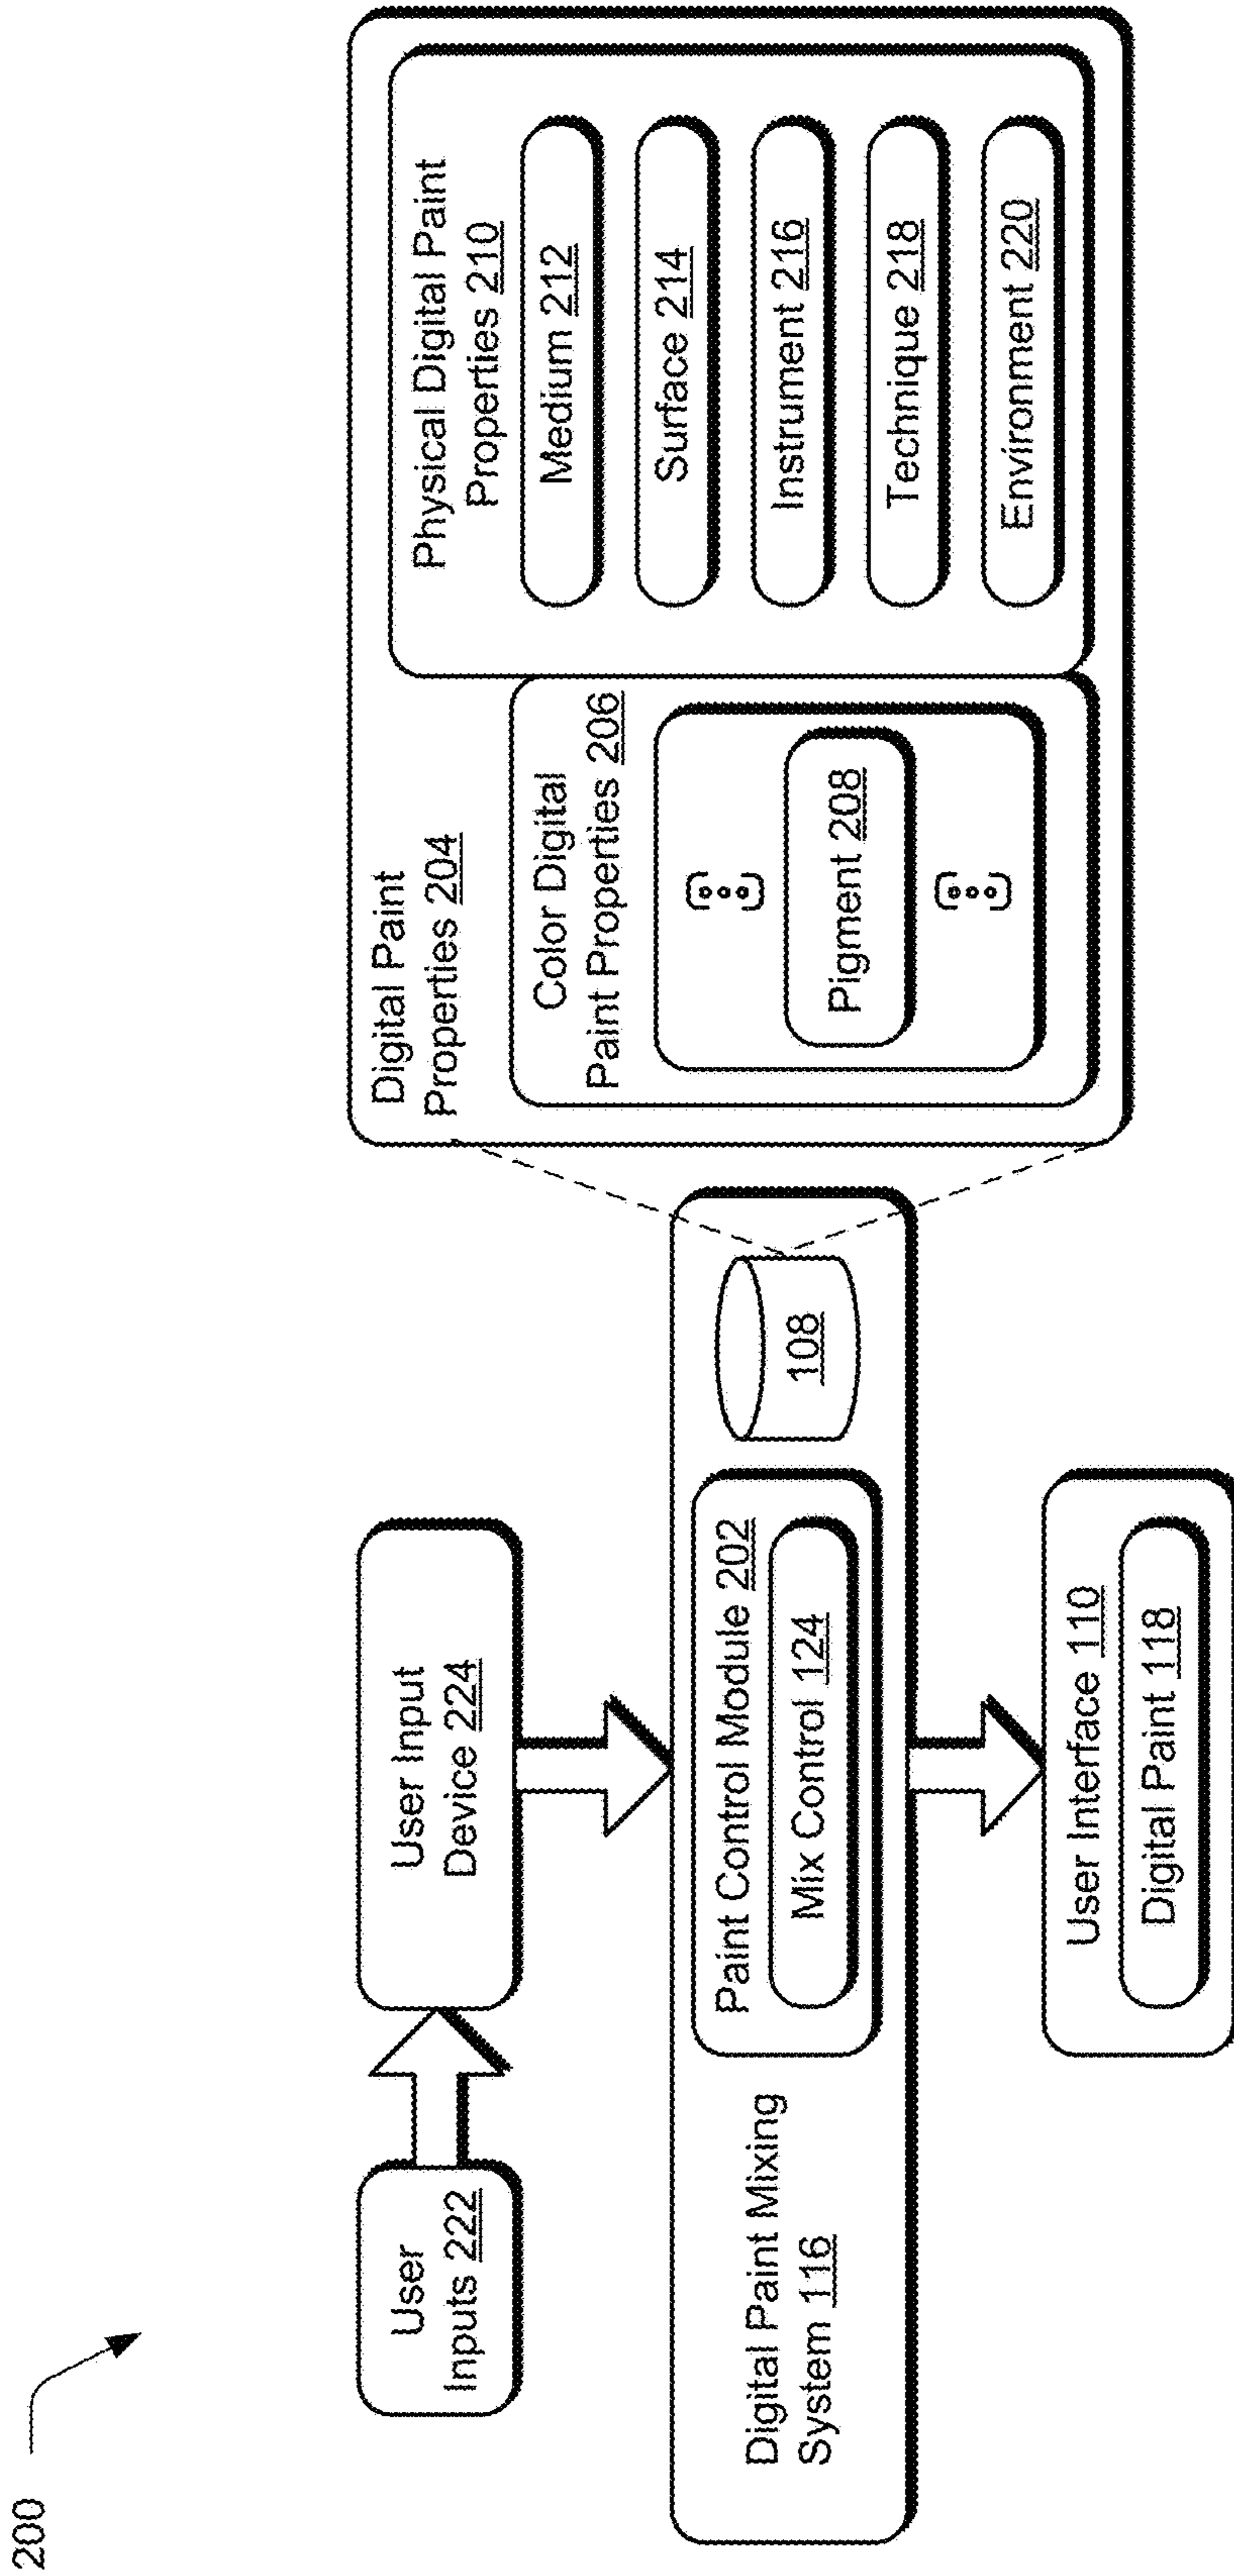 200
User
Inputs 222
User Input
Device 224
Digital Paint Mixing
System 116
Paint Control Module 202
Mix Control 124
108
User Interface 110
Digital Paint 118
Digital Paint
Properties 204
Color Digital
Paint Properties 206
Pigment 208
Physical Digital Paint
Properties 210
Medium 212
Surface 214
Instrument 216
Technique 218
Environment 220